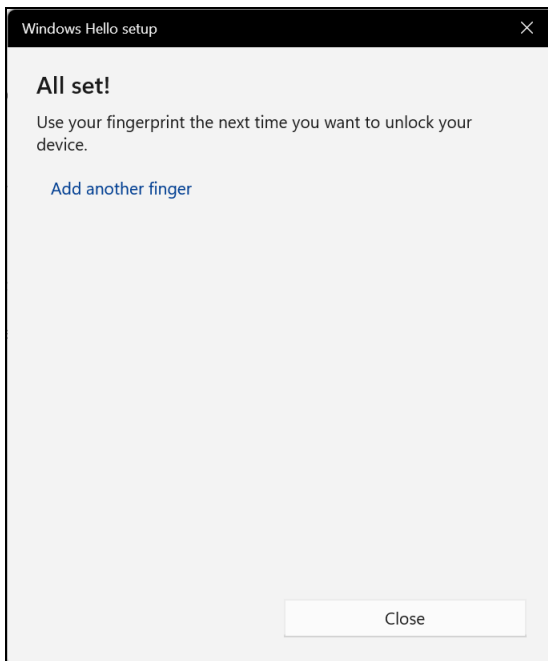 Windows Hello setup
All set!
Use your fingerprint the next time you want to unlock your
device.
Add another finger
Close